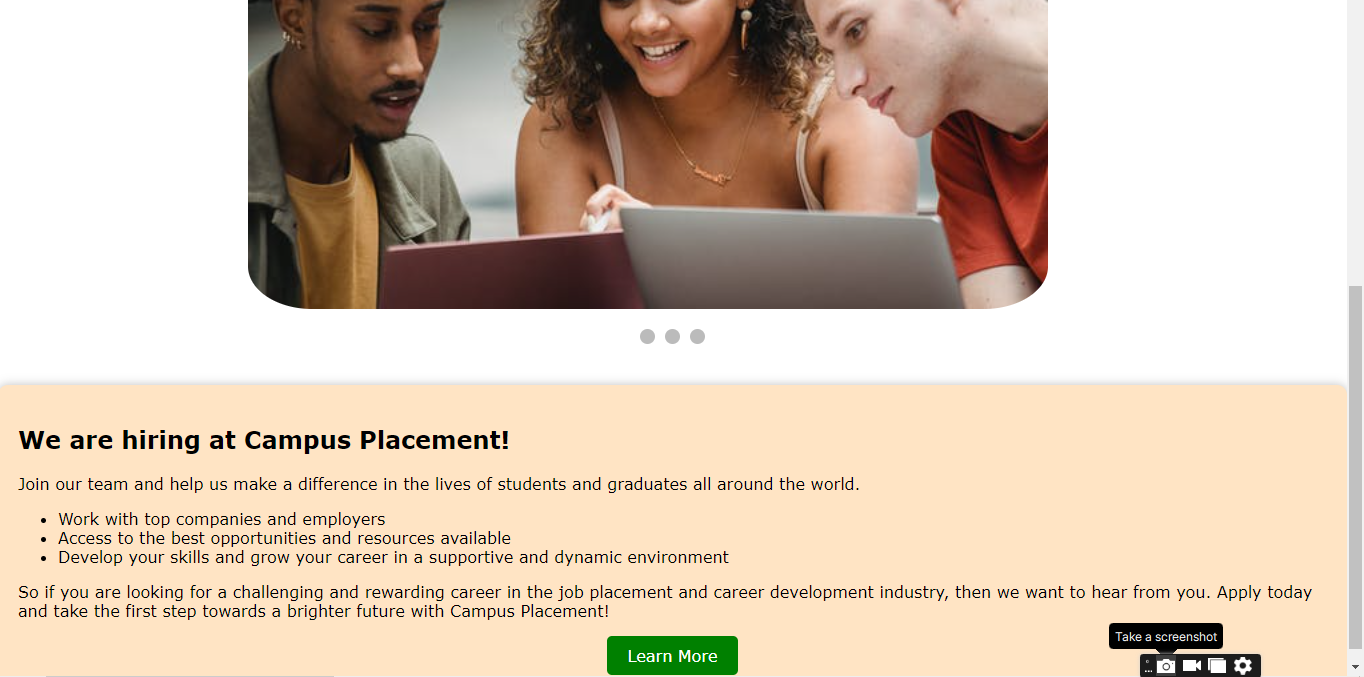 We are hiring at Campus Placement!
Join our team and help us make a difference in the lives of students and graduates all around the world.
Work with top companies and employers
Access to the best opportunities and resources available
Develop your skills and grow your career in a supportive and dynamic environment
So if you are looking for a challenging and rewarding career in the job placement and career development industry, then we want to hear from you. Apply today
and take the first step towards a brighter future with Campus Placement!
Take a screenshot
Learn More